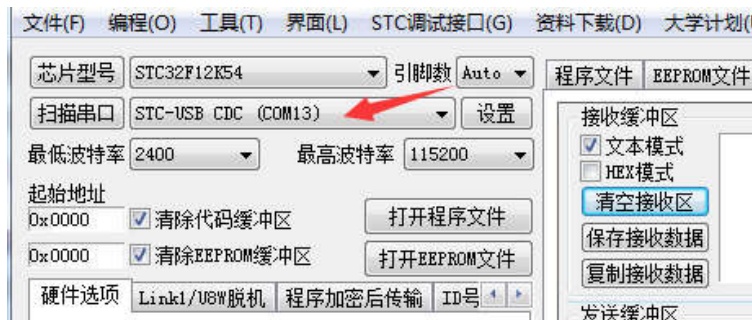 文件(F) 编程(O) 工具(T) 界面(L) STC调试接口(G) 资料下载(D) 大学计划(
芯片型号 STC32F12K54 引脚数 Auto 程序文件 EEPROM文件
扫描串口 STC-USB CDC (COM13) 设置 接收缓冲区
最低波特率 2400 最高波特率 115200 文本模式
HEX模式
起始地址 清空接收区
0x0000 清除代码缓冲区 打开程序文件 保存接收数据
0x0000 清除EEPROM缓冲区 打开EEPROM文件 复制接收数据
硬件选项 Link1/U8W脱机 程序加密后传输 ID号 发送缓冲区